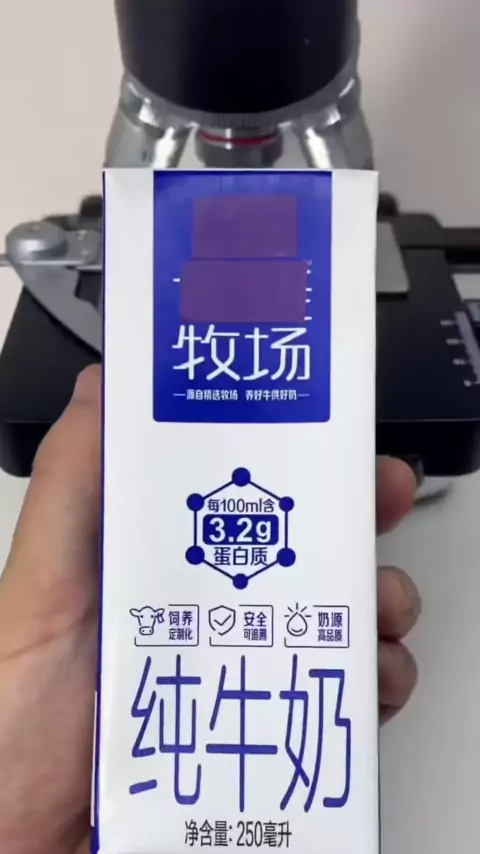 牧场
源自精选牧场 养好牛供好奶
每100ml含
3.2g
蛋白质
饲养 安全 奶源
定制化 可追溯 高品质
纯牛奶
净含量:250毫升